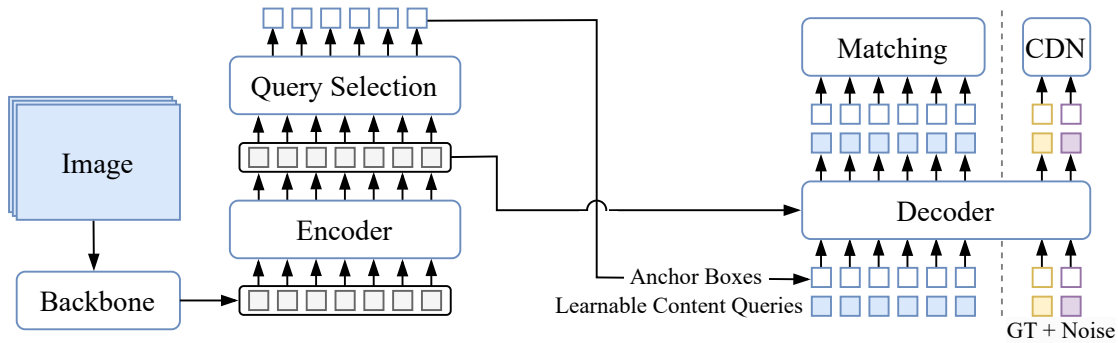 Image
Backbone
Query Selection
Encoder
Matching
CDN
Decoder
Anchor Boxes
Learnable Content Queries
GT + Noise